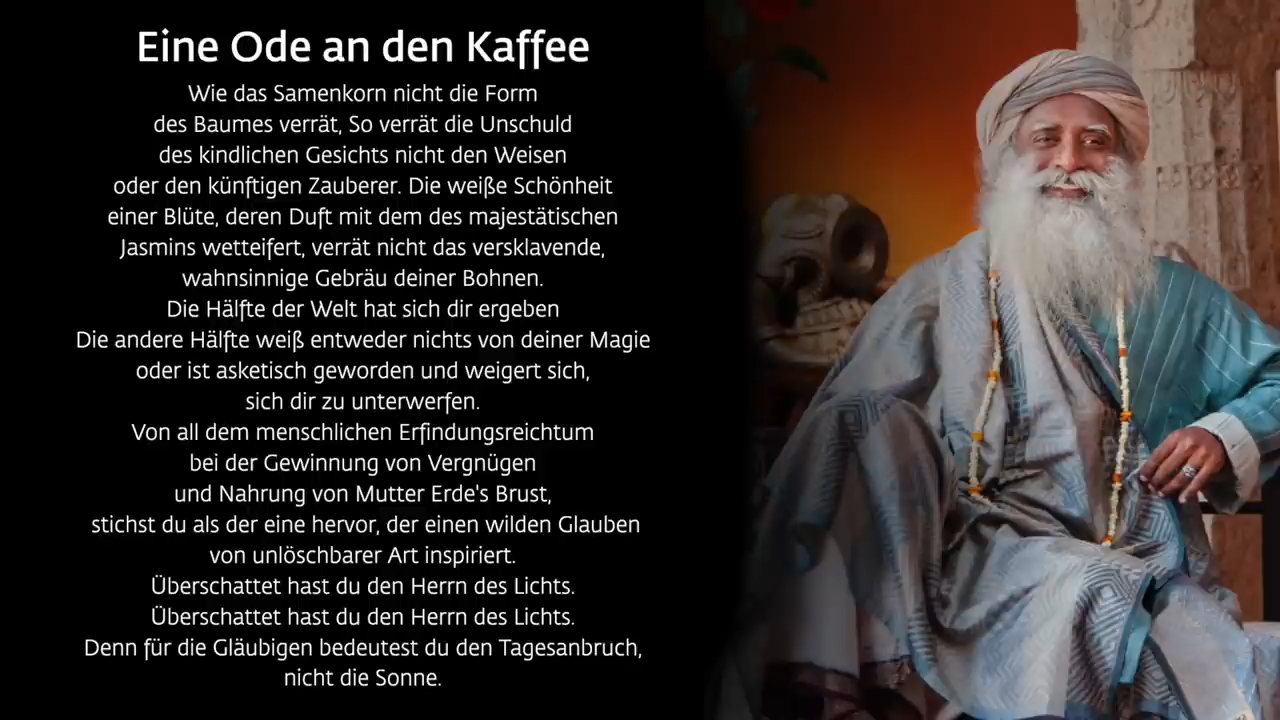 Eine Ode an den Kaffee
Wie das Samenkorn nicht die Form
des Baumes verrät, So verrät die Unschuld
des kindlichen Gesichts nicht den Weisen
oder den künftigen Zauberer. Die weiße Schönheit
einer Blüte, deren Duft mit dem des majestätischen
Jasmins wetteifert, verrät nicht das versklavende,
wahnsinnige Gebräu deiner Bohnen.
Die Hälfte der Welt hat sich dir ergeben
Die andere Hälfte weiß entweder nichts von deiner Magie
oder ist asketisch geworden und weigert sich,
sich dir zu unterwerfen.
Von all dem menschlichen Erfindungsreichtum
bei der Gewinnung von Vergnügen
und Nahrung von Mutter Erde's Brust,
stichst du als der eine hervor, der einen wilden Glauben
von unlöschbarer Art inspiriert.
Überschattet hast du den Herrn des Lichts.
Überschattet hast du den Herrn des Lichts.
Denn für die Gläubigen bedeutest du den Tagesanbruch,
nicht die Sonne.